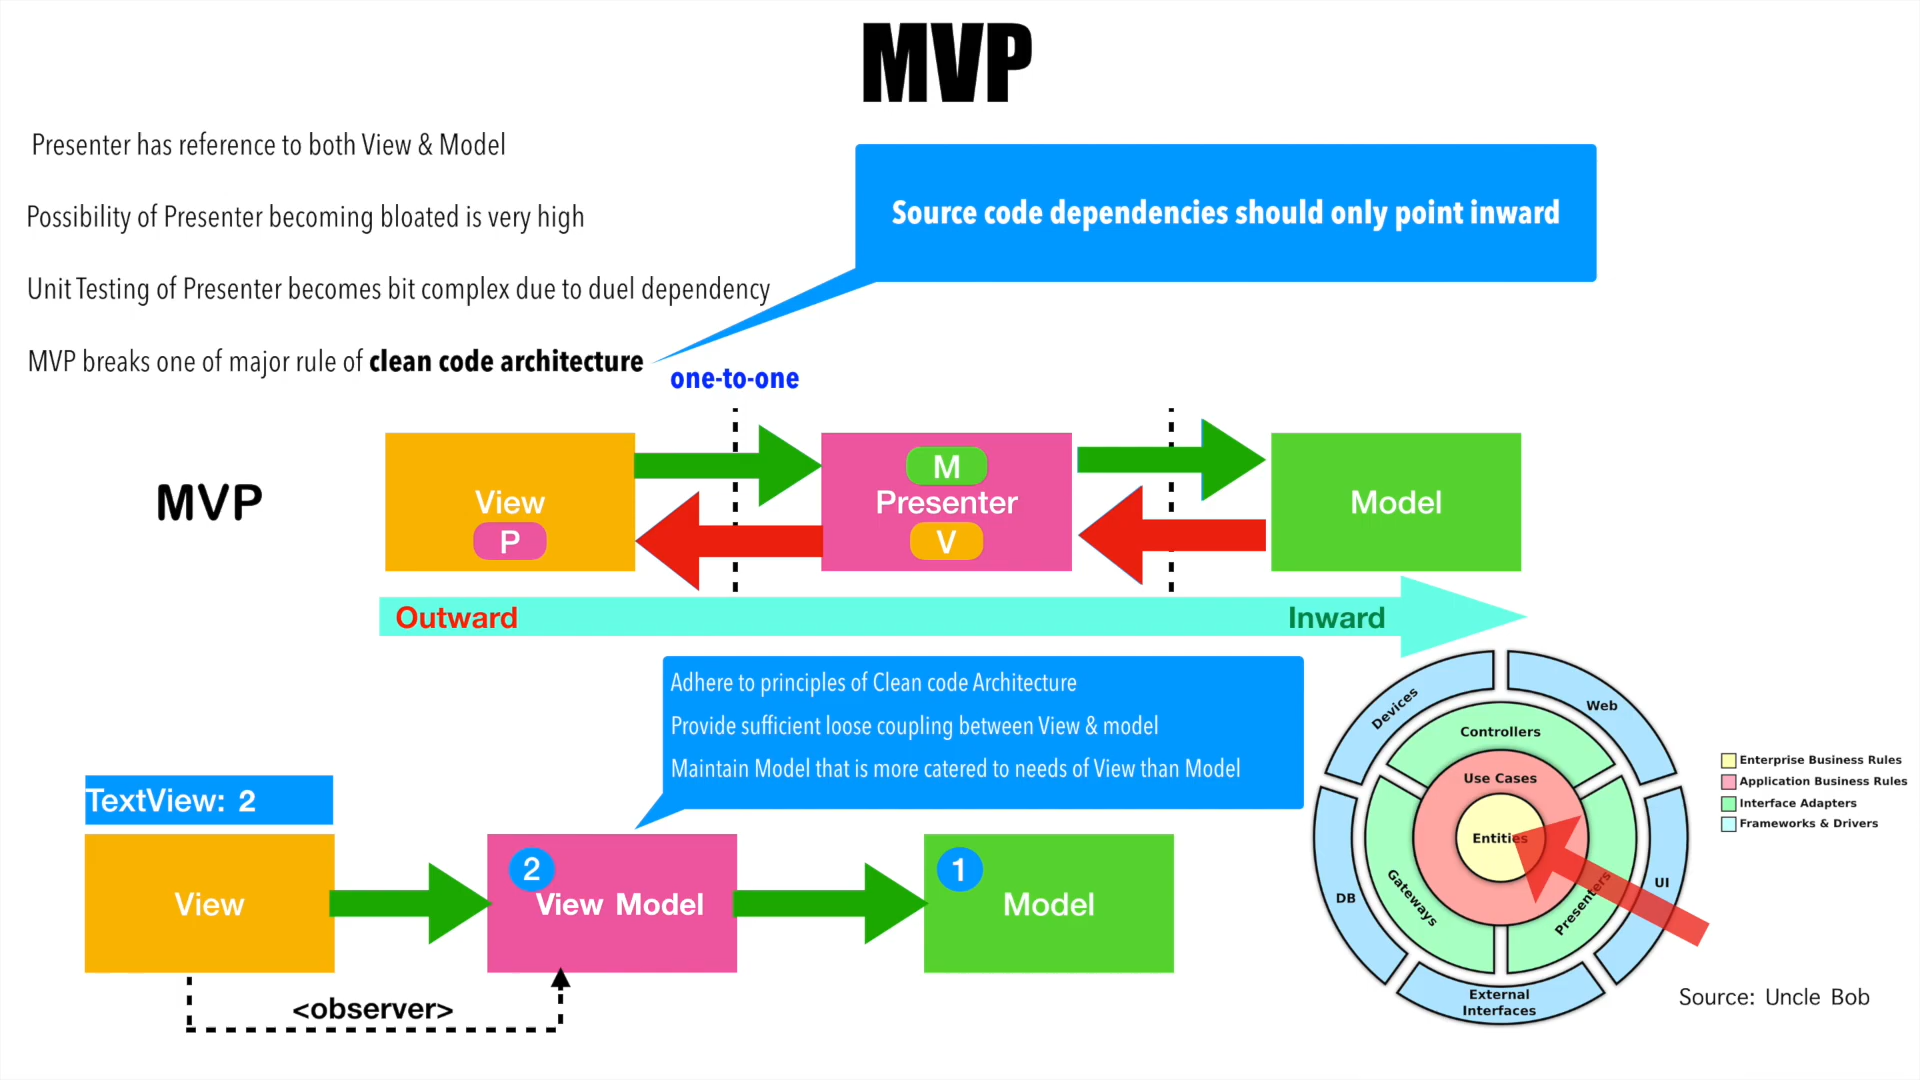 MVP
Presenter has reference to both View & Model
Possibility of Presenter becoming bloated is very high
Unit Testing of Presenter becomes bit complex due to duel dependency
MVP breaks one of major rule of clean code architecture
Source code dependencies should only point inward
one-to-one
MVP
View
P
M
Presenter
V
Model
Outward
Inward
Adhere to principles of Clean code Architecture
Provide sufficient loose coupling between View & model
Maintain Model that is more catered to needs of View than Model
TextView: 2
View
2
View Model
1
Model
<observer>
Devices
Web
Controllers
Use Cases
Entities
Gateways
Presenters
DB
UI
External
Interfaces
Enterprise Business Rules
Application Business Rules
Interface Adapters
Frameworks & Drivers
Source: Uncle Bob